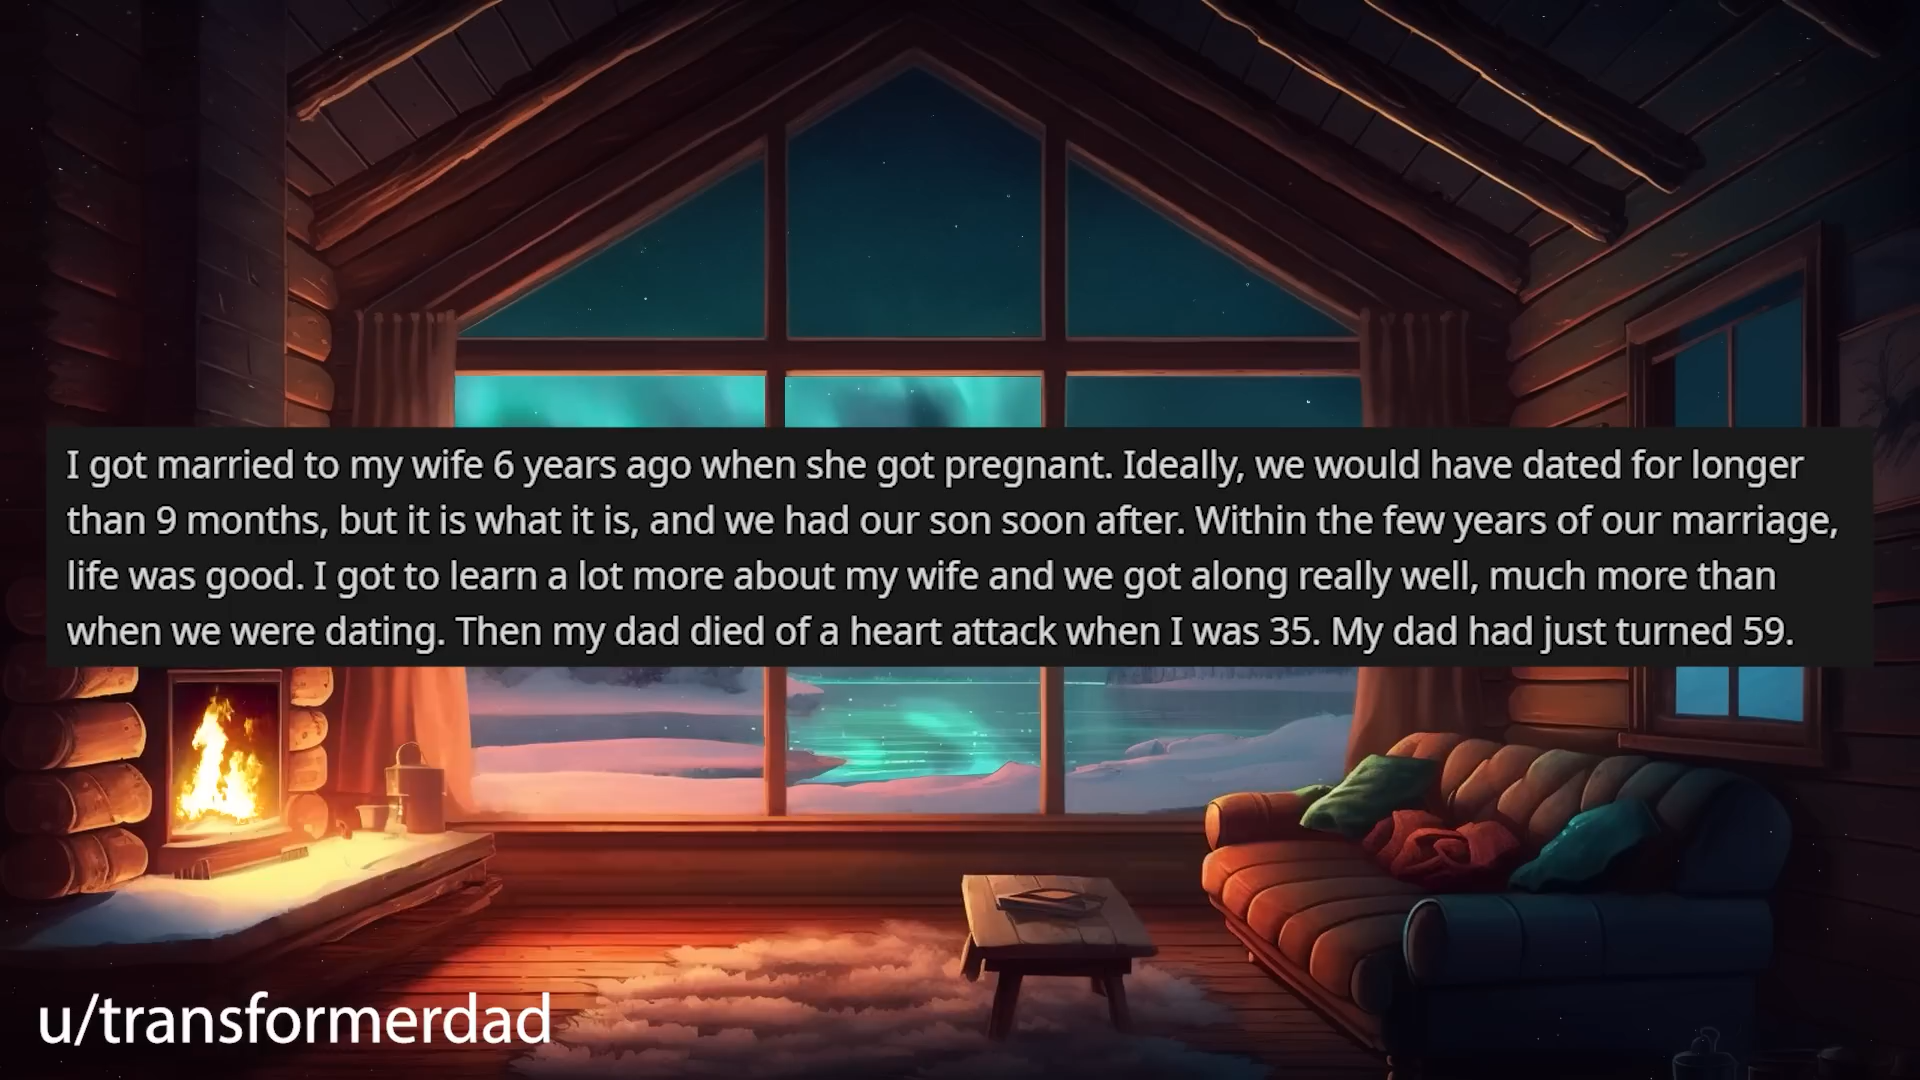 I got married to my wife 6 years ago when she got pregnant. Ideally, we would have dated for longer
than 9 months, but it is what it is, and we had our son soon after. Within the few years of our marriage,
life was good. I got to learn a lot more about my wife and we got along really well, much more than
when we were dating. Then my dad died of a heart attack when I was 35. My dad had just turned 59.
u/transformerdad